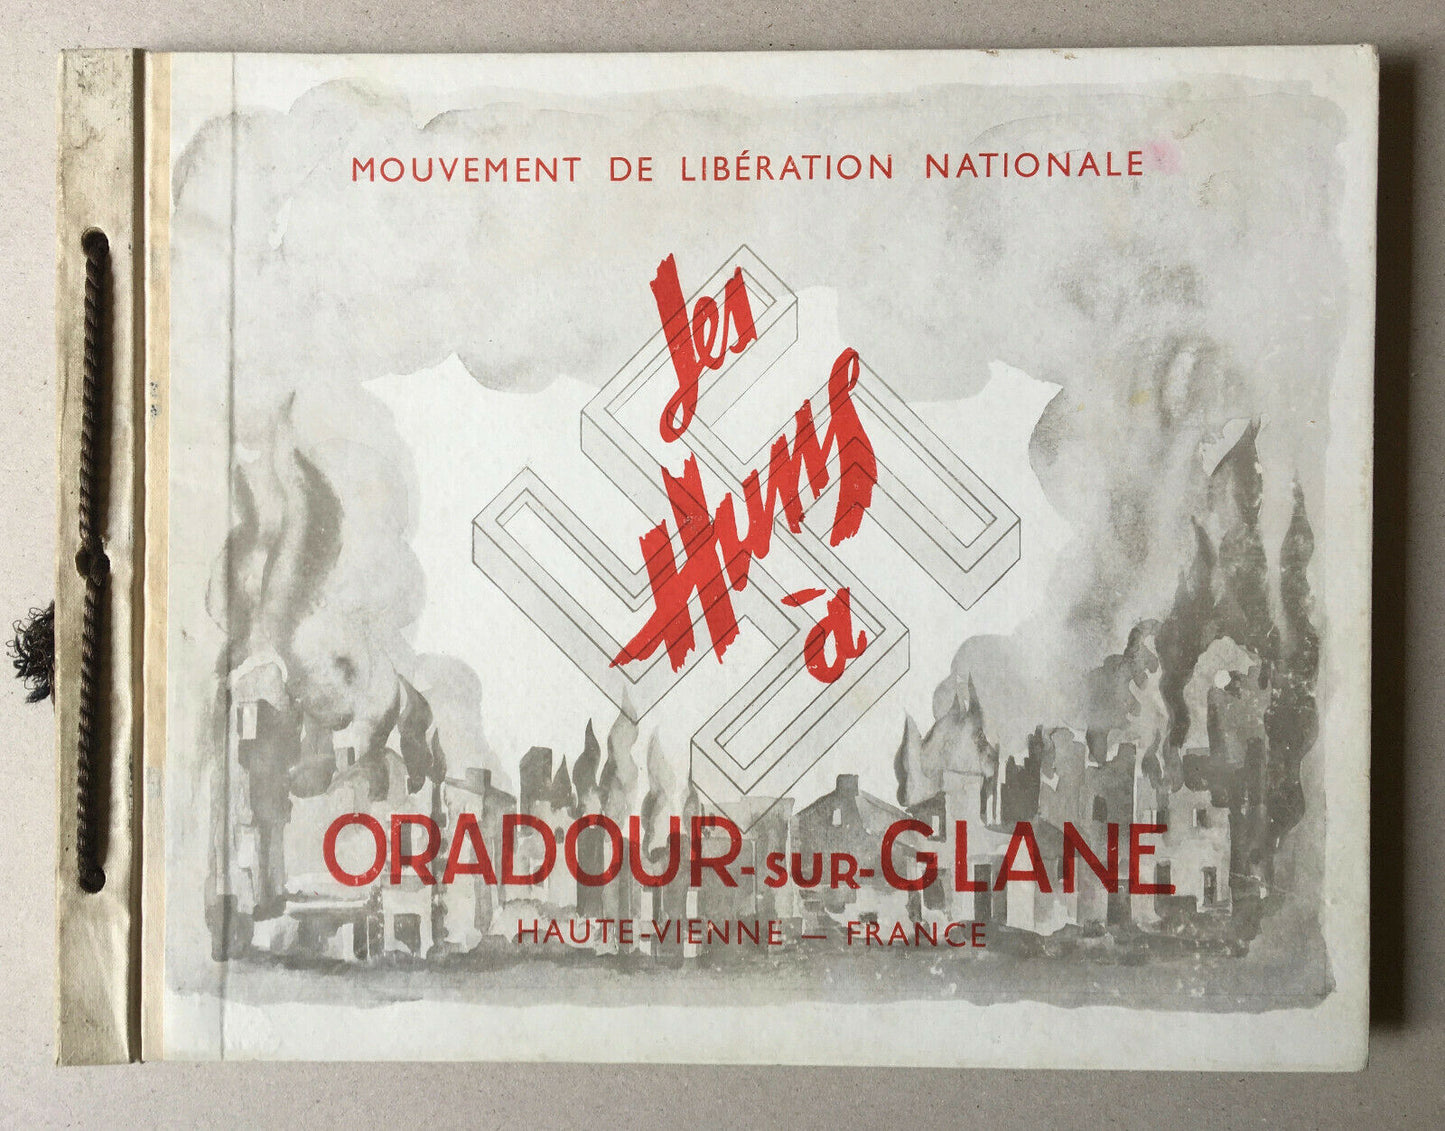 MOUVEMENT DE LIBÉRATION NATIONALE
Les
Huns
à
ORADOUR-SUR-GLANE
HAUTE-VIENNE — FRANCE